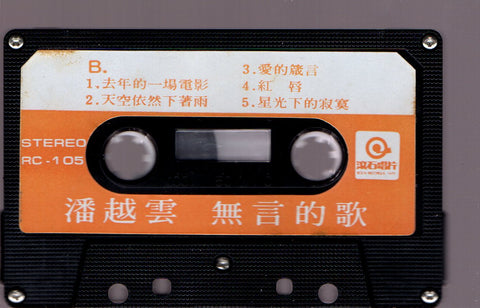 B.
1.去年的一場電影
2.天空依然下著雨
3.愛的箴言
4.紅 唇
5.星光下的寂寞
STEREO
RC-105
滾石唱片
潘越雲 無言的歌